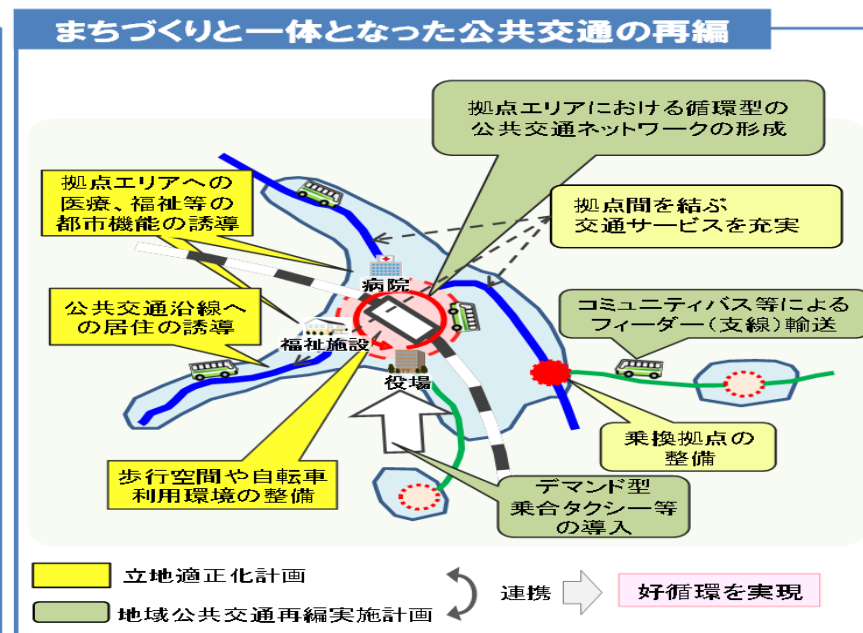 まちづくりと一体となった公共交通の再編
拠点エリアにおける循環型の
公共交通ネットワークの形成
拠点エリアへの
医療、福祉等の
都市機能の誘導
拠点間を結ぶ
交通サービスを充実
病院
公共交通沿線へ
の居住の誘導
福祉施設
コミュニティバス等による
フィーダー(支線)輸送
役場
乗換拠点の
整備
歩行空間や自転車
利用環境の整備
デマンド型
乗合タクシー等
の導入
立地適正化計画
地域公共交通再編実施計画
連携
好循環を実現